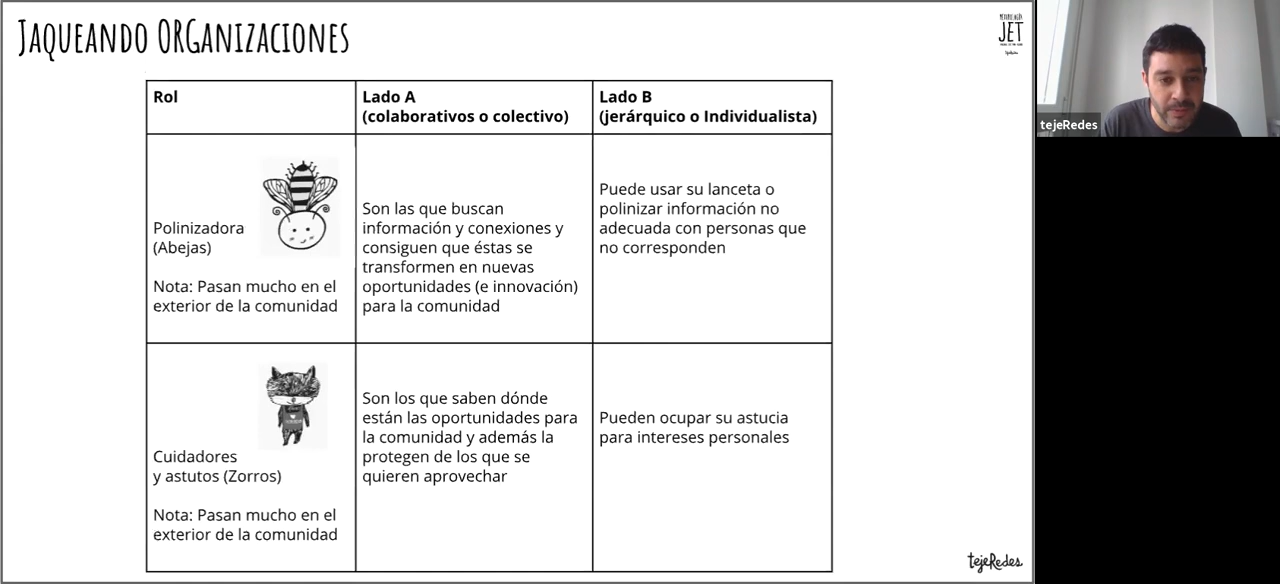 Jaqueando ORGanizaciones
JET
tejeRedes
Rol
Lado A
(colaborativos o colectivo)
Lado B
(jerárquico o Individualista)
Polinizadora
(Abejas)
Nota: Pasan mucho en el
exterior de la comunidad
Son las que buscan
información y conexiones y
consiguen que éstas se
transformen en nuevas
oportunidades (e innovación)
para la comunidad
Puede usar su lanceta o
polinizar información no
adecuada con personas que
no corresponden
Cuidadores
y astutos (Zorros)
Nota: Pasan mucho en el
exterior de la comunidad
Son los que saben dónde
están las oportunidades para
la comunidad y además la
protegen de los que se
quieren aprovechar
Pueden ocupar su astucia
para intereses personales
tejeRedes